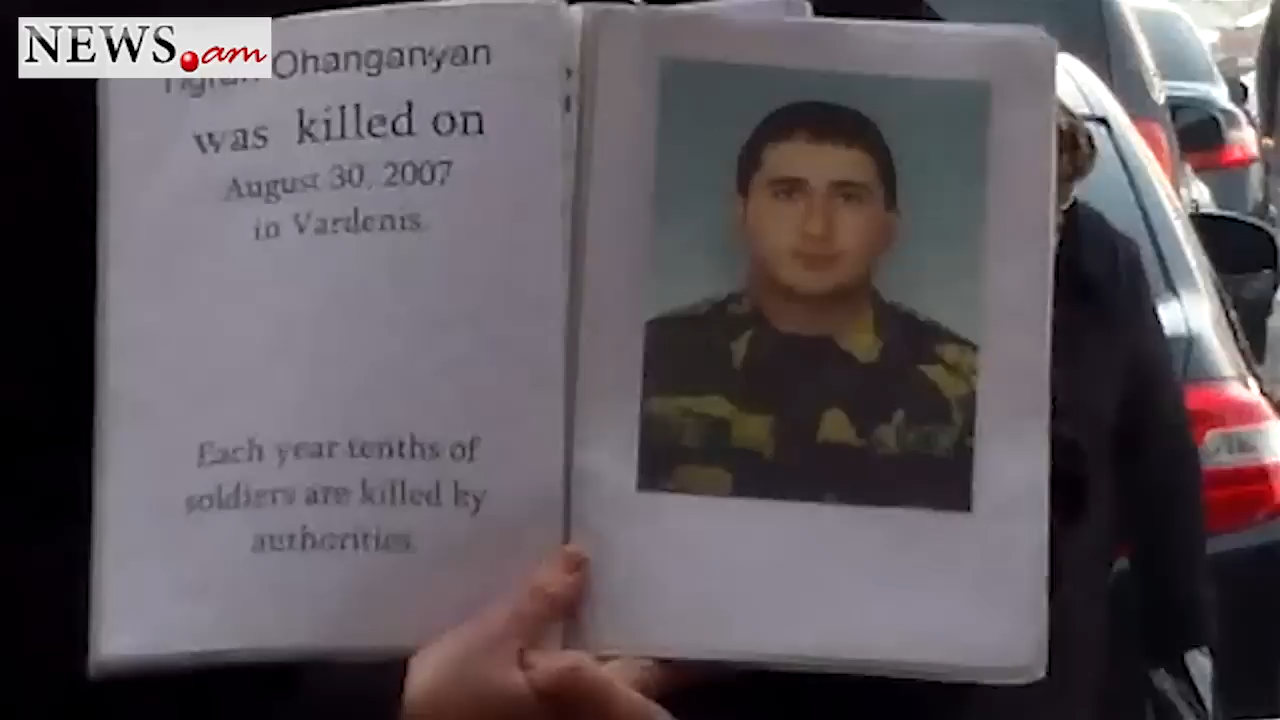 NEWS.am
Ohanganyan
was killed on
August 30, 2007
in Vardenis.
Each year tenths of
soldiers are killed by
authorities.